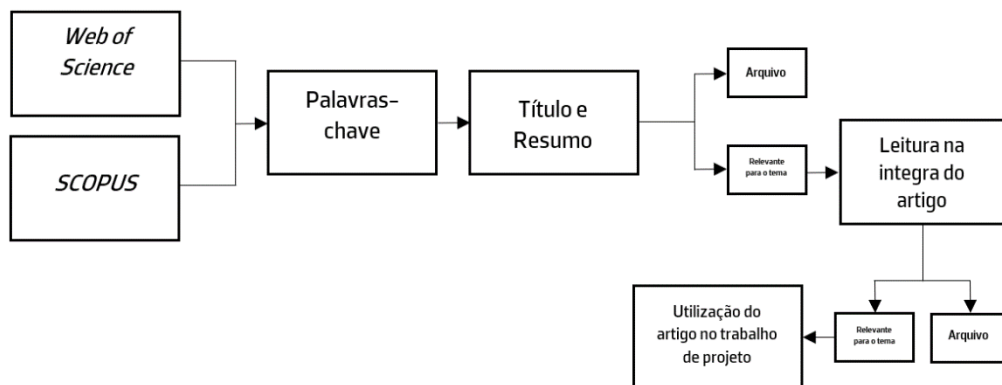 Web of
Science
SCOPUS
Palavras-
chave
Título e
Resumo
Arquivo
Relevante
para o tema
Leitura na
integra do
artigo
Utilização do
artigo no trabalho
de projeto
Relevante
para o tema
Arquivo